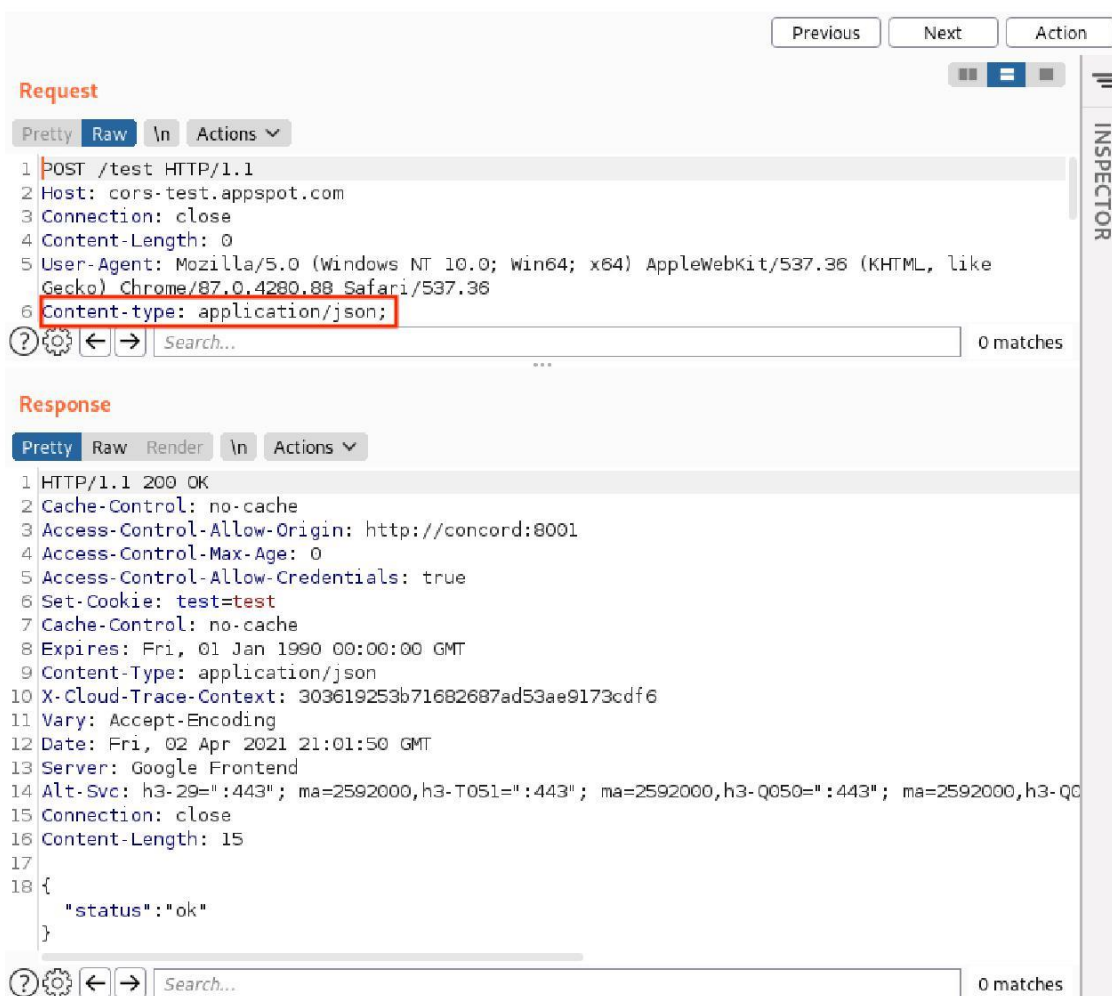 Previous Next Action
Request
Pretty Raw \n Actions
INSPECTOR
1 POST /test HTTP/1.1
2 Host: cors-test.appspot.com
3 Connection: close
4 Content-Length: 0
5 User-Agent: Mozilla/5.0 (Windows NT 10.0; Win64; x64) AppleWebKit/537.36 (KHTML, like
Gecko) Chrome/87.0.4280.88 Safari/537.36
6 Content-type: application/json;
? Search... 0 matches
Response
Pretty Raw Render \n Actions
1 HTTP/1.1 200 OK
2 Cache-Control: no-cache
3 Access-Control-Allow-Origin: http://concord:8001
4 Access-Control-Max-Age: 0
5 Access-Control-Allow-Credentials: true
6 Set-Cookie: test=test
7 Cache-Control: no-cache
8 Expires: Fri, 01 Jan 1990 00:00:00 GMT
9 Content-Type: application/json
10 X-Cloud-Trace-Context: 303619253b71682687ad53ae9173cdf6
11 Vary: Accept-Encoding
12 Date: Fri, 02 Apr 2021 21:01:50 GMT
13 Server: Google Frontend
14 Alt-Svc: h3-29=":443"; ma=2592000,h3-T051=":443"; ma=2592000,h3-Q050=":443"; ma=2592000,h3-Q0
15 Connection: close
16 Content-Length: 15
17
18 {
"status":"ok"
}
? Search... 0 matches